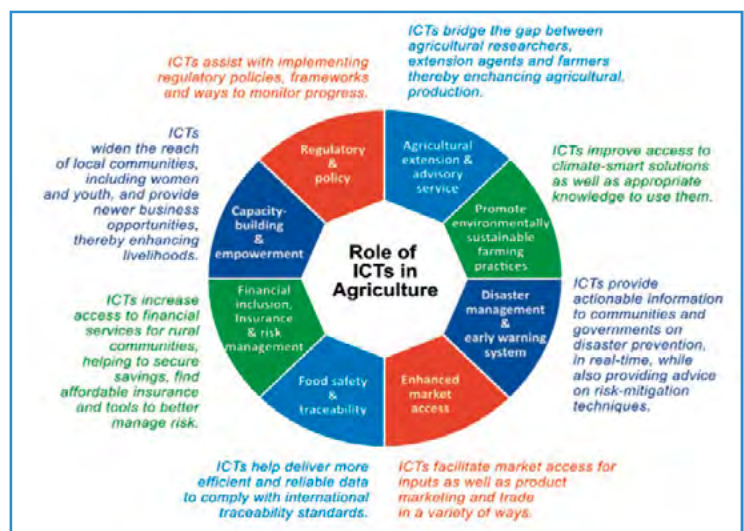 ICTs bridge the gap between
agricultural researchers,
extension agents and farmers
thereby enchancing agricultural,
production.
ICTs assist with implementing
regulatory policies, frameworks
and ways to monitor progress.
ICTs
widen the reach
of local communities,
including women
and youth, and provide
newer business
opportunities,
thereby enhancing
livelihoods.
Regulatory
&
policy
Agricultural
extension &
advisory
service
ICTs improve access to
climate-smart solutions
as well as appropriate
knowledge to use them.
Capacity-
building
&
empowerment
Promote
environmentally
sustainable
farming
practices
Role of
ICTs in
Agriculture
ICTs increase
access to financial
services for rural
communities,
helping to secure
savings, find
affordable insurance
and tools to better
manage risk.
Financial
inclusion,
Insurance
& risk
management
Disaster
management
&
early warning
system
ICTs provide
actionable information
to communities and
governments on
disaster prevention,
in real-time, while
also providing advice
on risk-mitigation
techniques.
Food safety
&
traceability
Enhanced
market
access
ICTs help deliver more
efficient and reliable data
to comply with international
traceability standards.
ICTs facilitate market access for
inputs as well as product
marketing and trade
in a variety of ways.